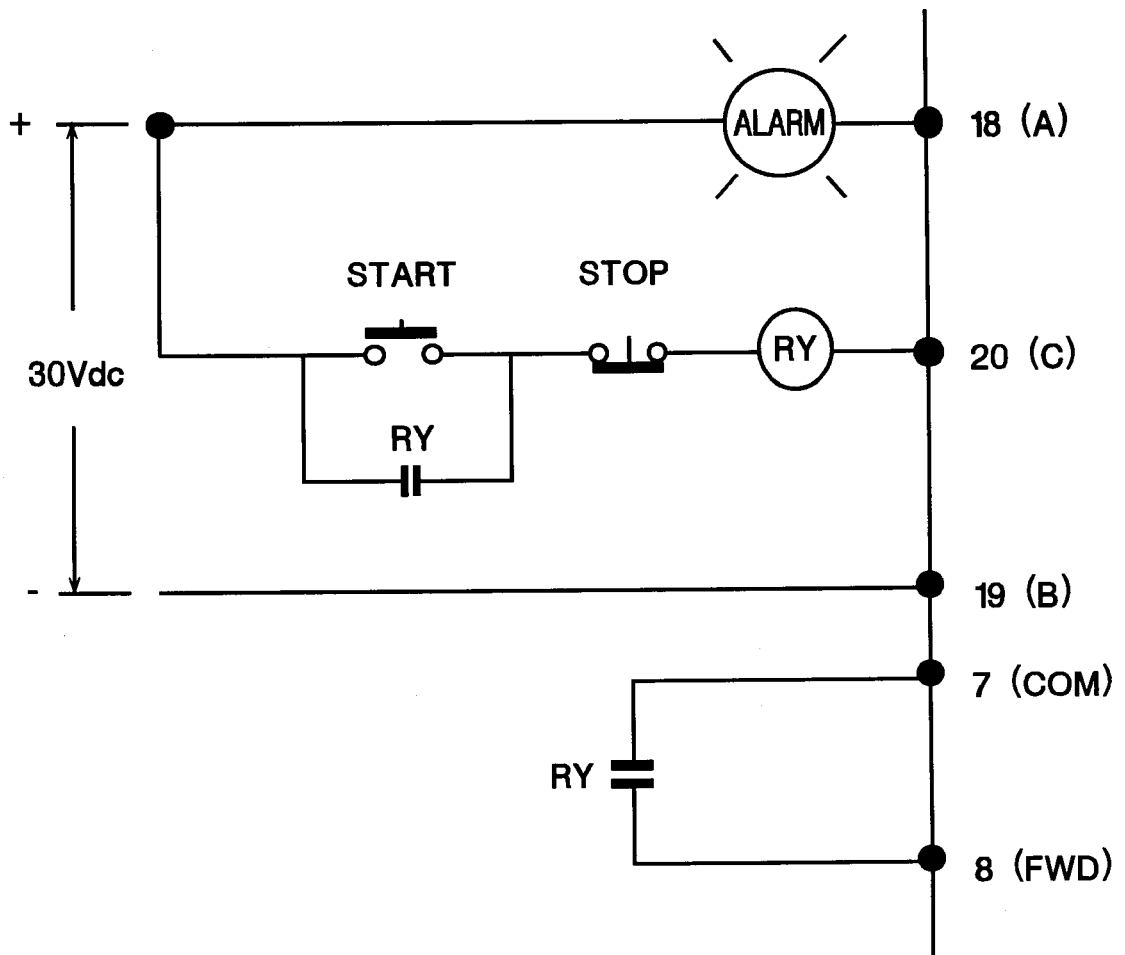 ALARM
+
18 (A)
START
STOP
RY
20 (C)
30Vdc
RY
-
19 (B)
7 (COM)
RY
8 (FWD)